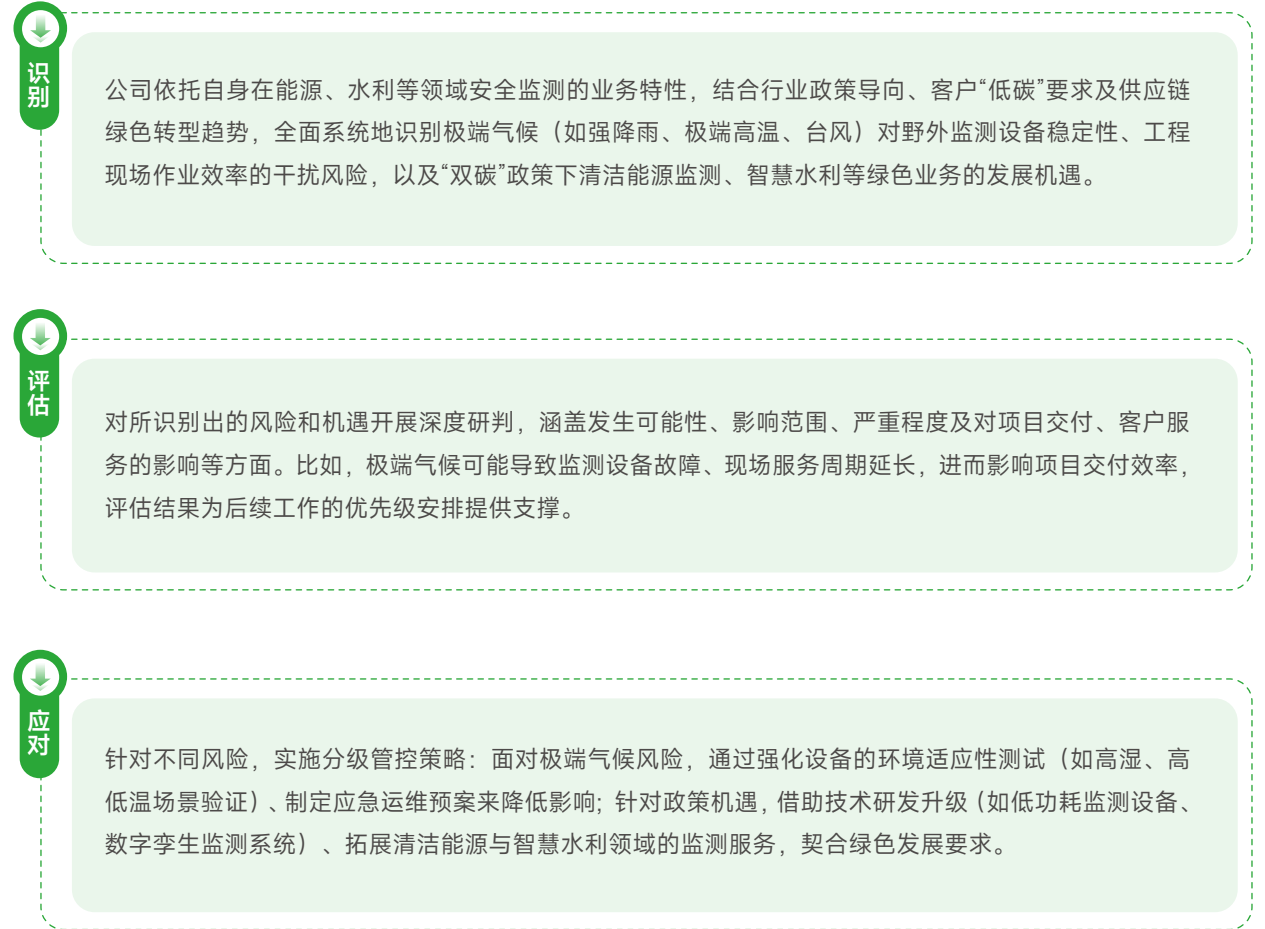 识别
公司依托自身在能源、水利等领域安全监测的业务特性，结合行业政策导向、客户“低碳”要求及供应链
绿色转型趋势，全面系统地识别极端气候（如强降雨、极端高温、台风）对野外监测设备稳定性、工程
现场作业效率的干扰风险，以及“双碳”政策下清洁能源监测、智慧水利等绿色业务的发展机遇。
评估
对所识别出的风险和机遇开展深度研判，涵盖发生可能性、影响范围、严重程度及对项目交付、客户服
务的影响等方面。比如，极端气候可能导致监测设备故障、现场服务周期延长，进而影响项目交付效率，
评估结果为后续工作的优先级安排提供支撑。
应对
针对不同风险，实施分级管控策略：面对极端气候风险，通过强化设备的环境适应性测试（如高湿、高
低温场景验证）、制定应急运维预案来降低影响；针对政策机遇，借助技术研发升级（如低功耗监测设备、
数字孪生监测系统）、拓展清洁能源与智慧水利领域的监测服务，契合绿色发展要求。